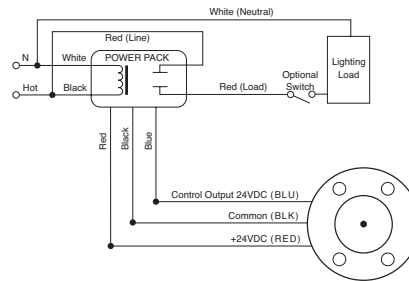 White (Neutral)
Red (Line)
N
White
POWER PACK
Hot
Black
Red (Load)
Optional
Switch
Lighting
Load
Red
Black
Blue
Control Output 24VDC (BLU)
Common (BLK)
+24VDC (RED)